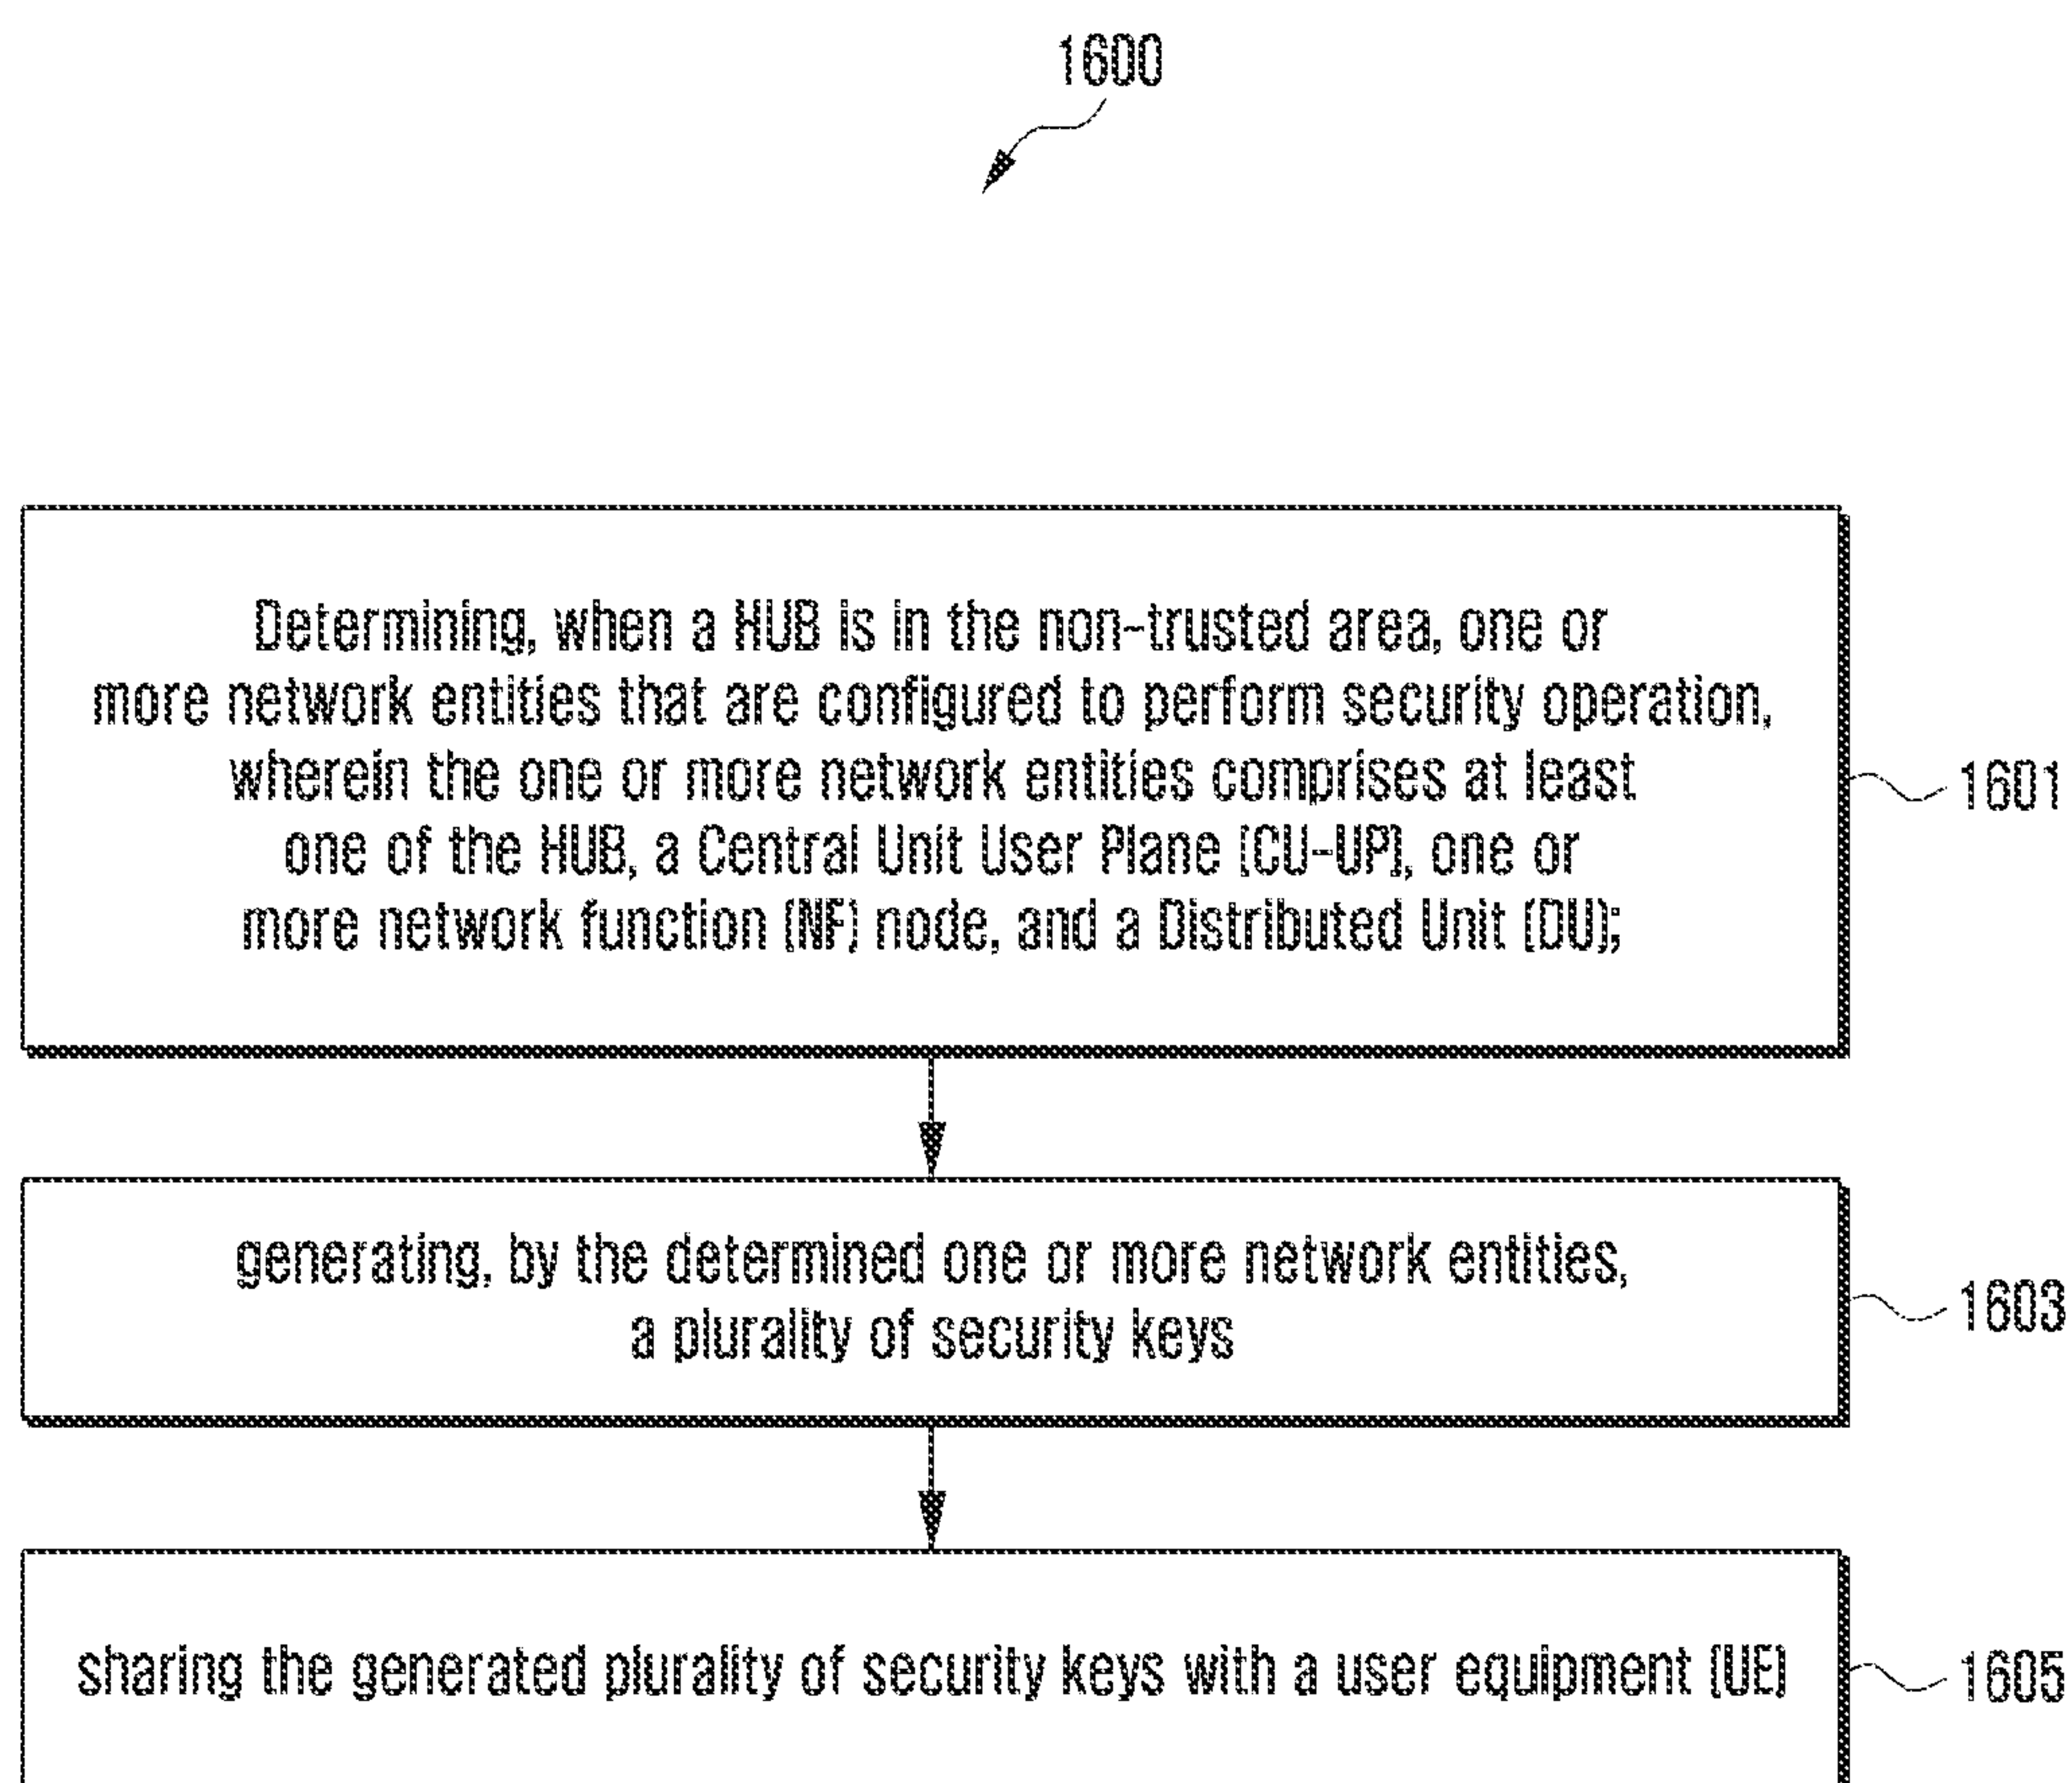 1600
Determining, when a HUB is in the non-trusted area, one or
more network entities that are configured to perform security operation,
wherein the one or more network entities comprises at least
one of the HUB, a Central Unit User Plane (CU-UP), one or
more network function (NF) node, and a Distributed Unit (DU);
1601
generating, by the determined one or more network entities,
a plurality of security keys
1603
sharing the generated plurality of security keys with a user equipment (UE)
1605